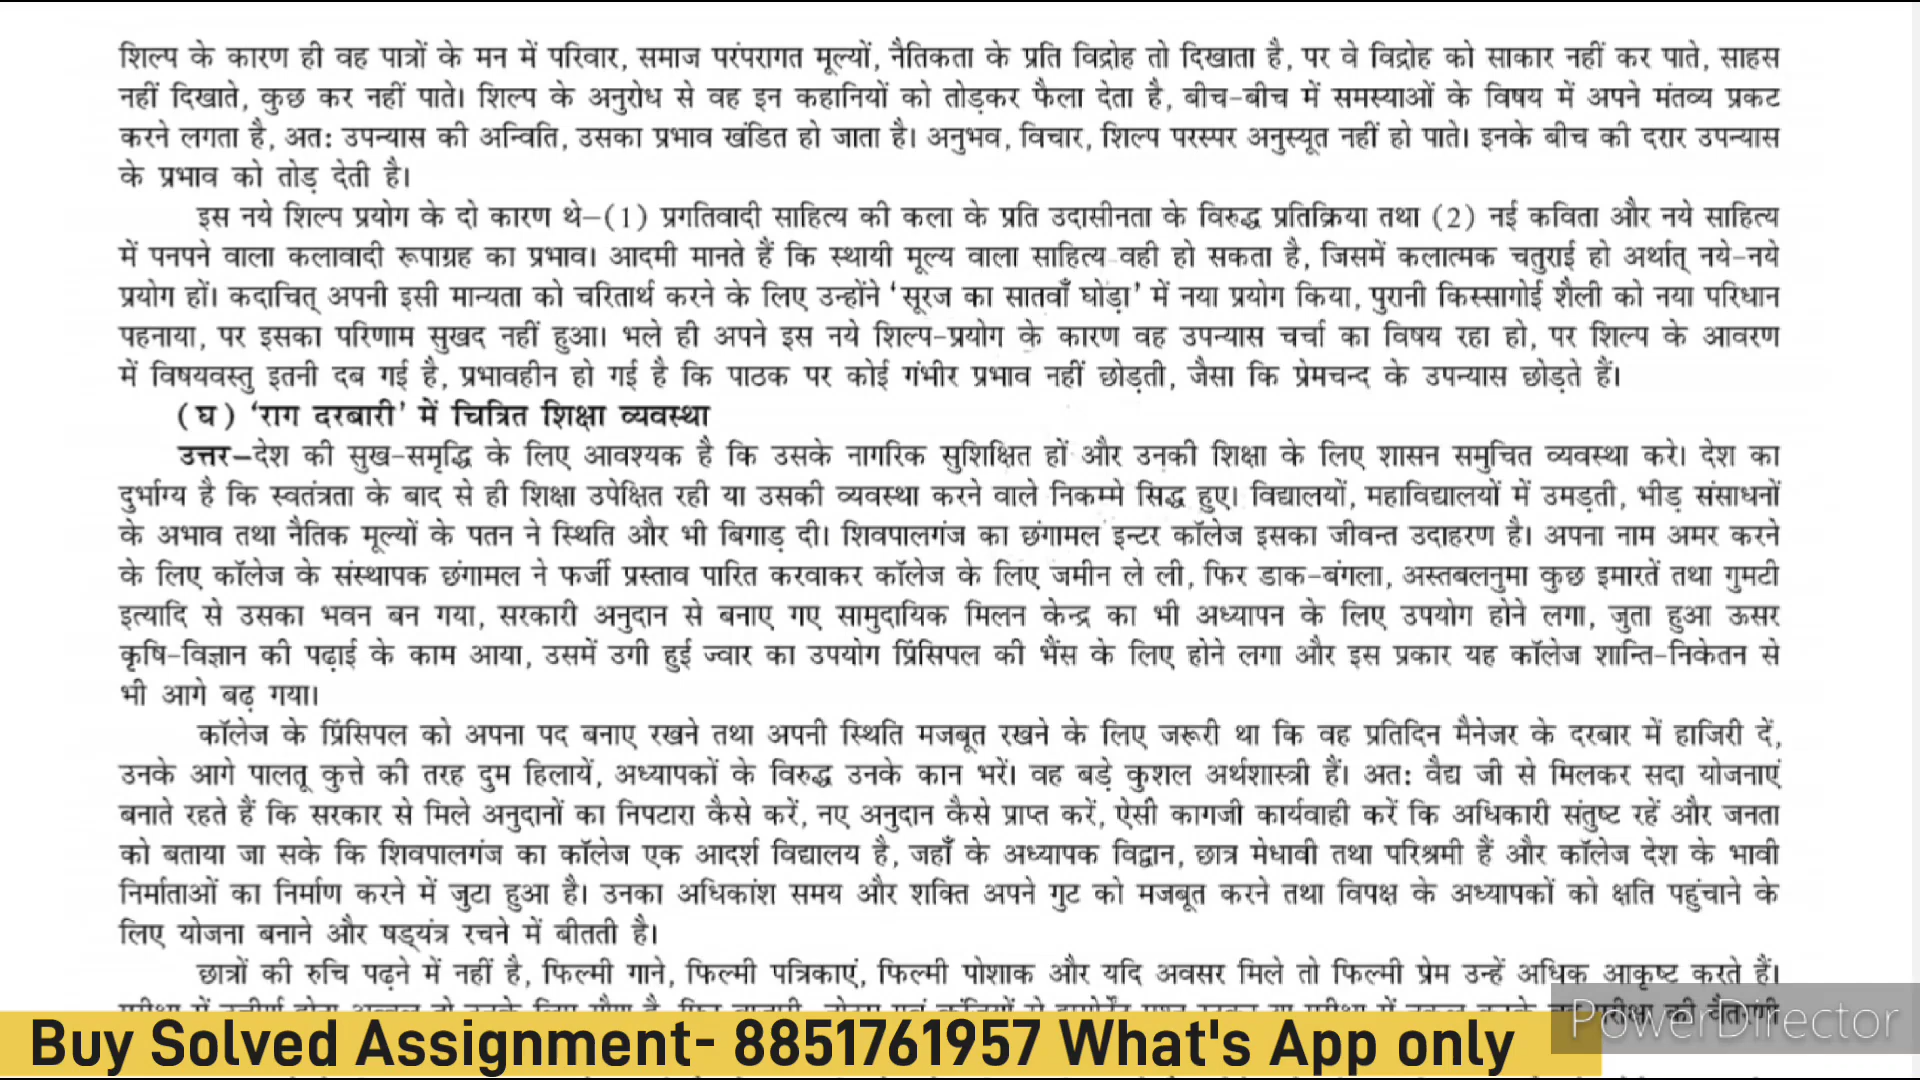 शिल्प के कारण ही वह पात्रों के मन में परिवार, समाज परंपरागत मूल्यों, नैतिकता के प्रति विद्रोह तो दिखाता है, पर वे विद्रोह को साकार नहीं कर पाते, साहस
नहीं दिखाते, कुछ कर नहीं पाते। शिल्प के अनुरोध से वह इन कहानियों को तोड़कर फैला देता है, बीच-बीच में समस्याओं के विषय में अपने मंतव्य प्रकट
करने लगता है, अतः उपन्यास की अन्विति, उसका प्रभाव खंडित हो जाता है। अनुभव, विचार, शिल्प परस्पर अनुस्यूत नहीं हो पाते। इनके बीच की दरार उपन्यास
के प्रभाव को तोड़ देती है।
इस नये शिल्प प्रयोग के दो कारण थे–(1) प्रगतिवादी साहित्य की कला के प्रति उदासीनता के विरुद्ध प्रतिक्रिया तथा (2) नई कविता और नये साहित्य
में पनपने वाला कलावादी रूपाग्रह का प्रभाव। आदमी मानते हैं कि स्थायी मूल्य वाला साहित्य वही हो सकता है, जिसमें कलात्मक चतुराई हो अर्थात् नये-नये
प्रयोग हों। कदाचित् अपनी इसी मान्यता को चरितार्थ करने के लिए उन्होंने 'सूरज का सातवाँ घोड़ा' में नया प्रयोग किया, पुरानी किस्सागोई शैली को नया परिधान
पहनाया, पर इसका परिणाम सुखद नहीं हुआ। भले ही अपने इस नये शिल्प-प्रयोग के कारण वह उपन्यास चर्चा का विषय रहा हो, पर शिल्प के आवरण
में विषयवस्तु इतनी दब गई है, प्रभावहीन हो गई है कि पाठक पर कोई गंभीर प्रभाव नहीं छोड़ती, जैसा कि प्रेमचन्द के उपन्यास छोड़ते हैं।
(घ) 'राग दरबारी' में चित्रित शिक्षा व्यवस्था
उत्तर–देश की सुख-समृद्धि के लिए आवश्यक है कि उसके नागरिक सुशिक्षित हों और उनकी शिक्षा के लिए शासन समुचित व्यवस्था करे। देश का
दुर्भाग्य है कि स्वतंत्रता के बाद से ही शिक्षा उपेक्षित रही या उसकी व्यवस्था करने वाले निकम्मे सिद्ध हुए। विद्यालयों, महाविद्यालयों में उमड़ती, भीड़ संसाधनों
के अभाव तथा नैतिक मूल्यों के पतन ने स्थिति और भी बिगाड़ दी। शिवपालगंज का छंगामल इन्टर कॉलेज इसका जीवन्त उदाहरण है। अपना नाम अमर करने
के लिए कॉलेज के संस्थापक छंगामल ने फर्जी प्रस्ताव पारित करवाकर कॉलेज के लिए जमीन ले ली, फिर डाक-बंगला, अस्तबलनुमा कुछ इमारतें तथा गुमटी
इत्यादि से उसका भवन बन गया, सरकारी अनुदान से बनाए गए सामुदायिक मिलन केन्द्र का भी अध्यापन के लिए उपयोग होने लगा, जुता हुआ ऊसर
कृषि-विज्ञान की पढ़ाई के काम आया, उसमें उगी हुई ज्वार का उपयोग प्रिंसिपल की भैंस के लिए होने लगा और इस प्रकार यह कॉलेज शान्ति-निकेतन से
भी आगे बढ़ गया।
कॉलेज के प्रिंसिपल को अपना पद बनाए रखने तथा अपनी स्थिति मजबूत रखने के लिए जरूरी था कि वह प्रतिदिन मैनेजर के दरबार में हाजिरी दें,
उनके आगे पालतू कुत्ते की तरह दुम हिलायें, अध्यापकों के विरुद्ध उनके कान भरें। वह बड़े कुशल अर्थशास्त्री हैं। अतः वैद्य जी से मिलकर सदा योजनाएं
बनाते रहते हैं कि सरकार से मिले अनुदानों का निपटारा कैसे करें, नए अनुदान कैसे प्राप्त करें, ऐसी कागजी कार्यवाही करें कि अधिकारी संतुष्ट रहें और जनता
को बताया जा सके कि शिवपालगंज का कॉलेज एक आदर्श विद्यालय है, जहाँ के अध्यापक विद्वान, छात्र मेधावी तथा परिश्रमी हैं और कॉलेज देश के भावी
निर्माताओं का निर्माण करने में जुटा हुआ है। उनका अधिकांश समय और शक्ति अपने गुट को मजबूत करने तथा विपक्ष के अध्यापकों को क्षति पहुंचाने के
लिए योजना बनाने और षड्यंत्र रचने में बीतती है।
छात्रों की रुचि पढ़ने में नहीं है, फिल्मी गाने, फिल्मी पत्रिकाएं, फिल्मी पोशाक और यदि अवसर मिले तो फिल्मी प्रेम उन्हें अधिक आकृष्ट करते हैं।
Buy Solved Assignment- 8851761957 What's App only
PowerDirector